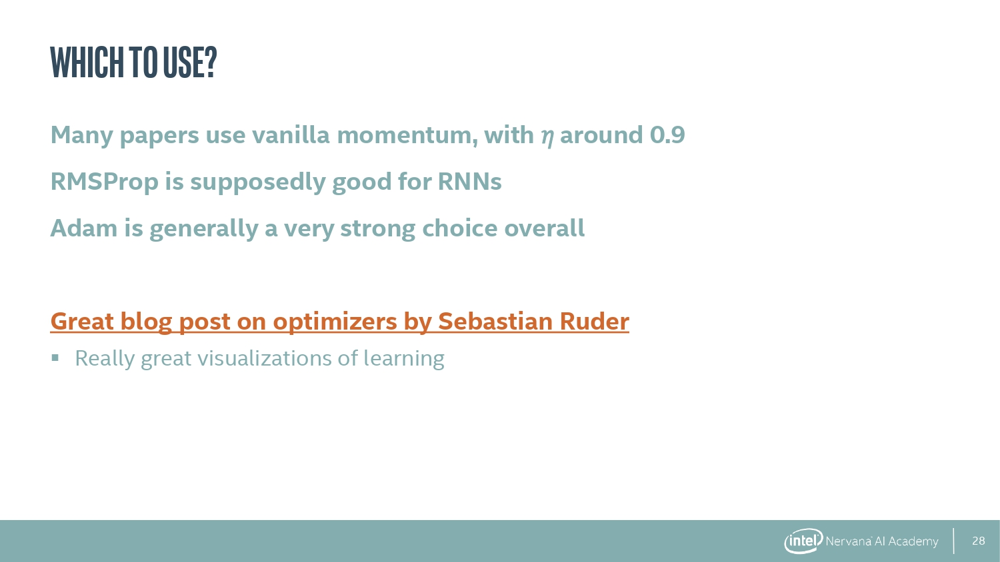 WHICH TO USE?
Many papers use vanilla momentum, with η around 0.9
RMSProp is supposedly good for RNNs
Adam is generally a very strong choice overall
Great blog post on optimizers by Sebastian Ruder
▪ Really great visualizations of learning
intel Nervana™ AI Academy | 28